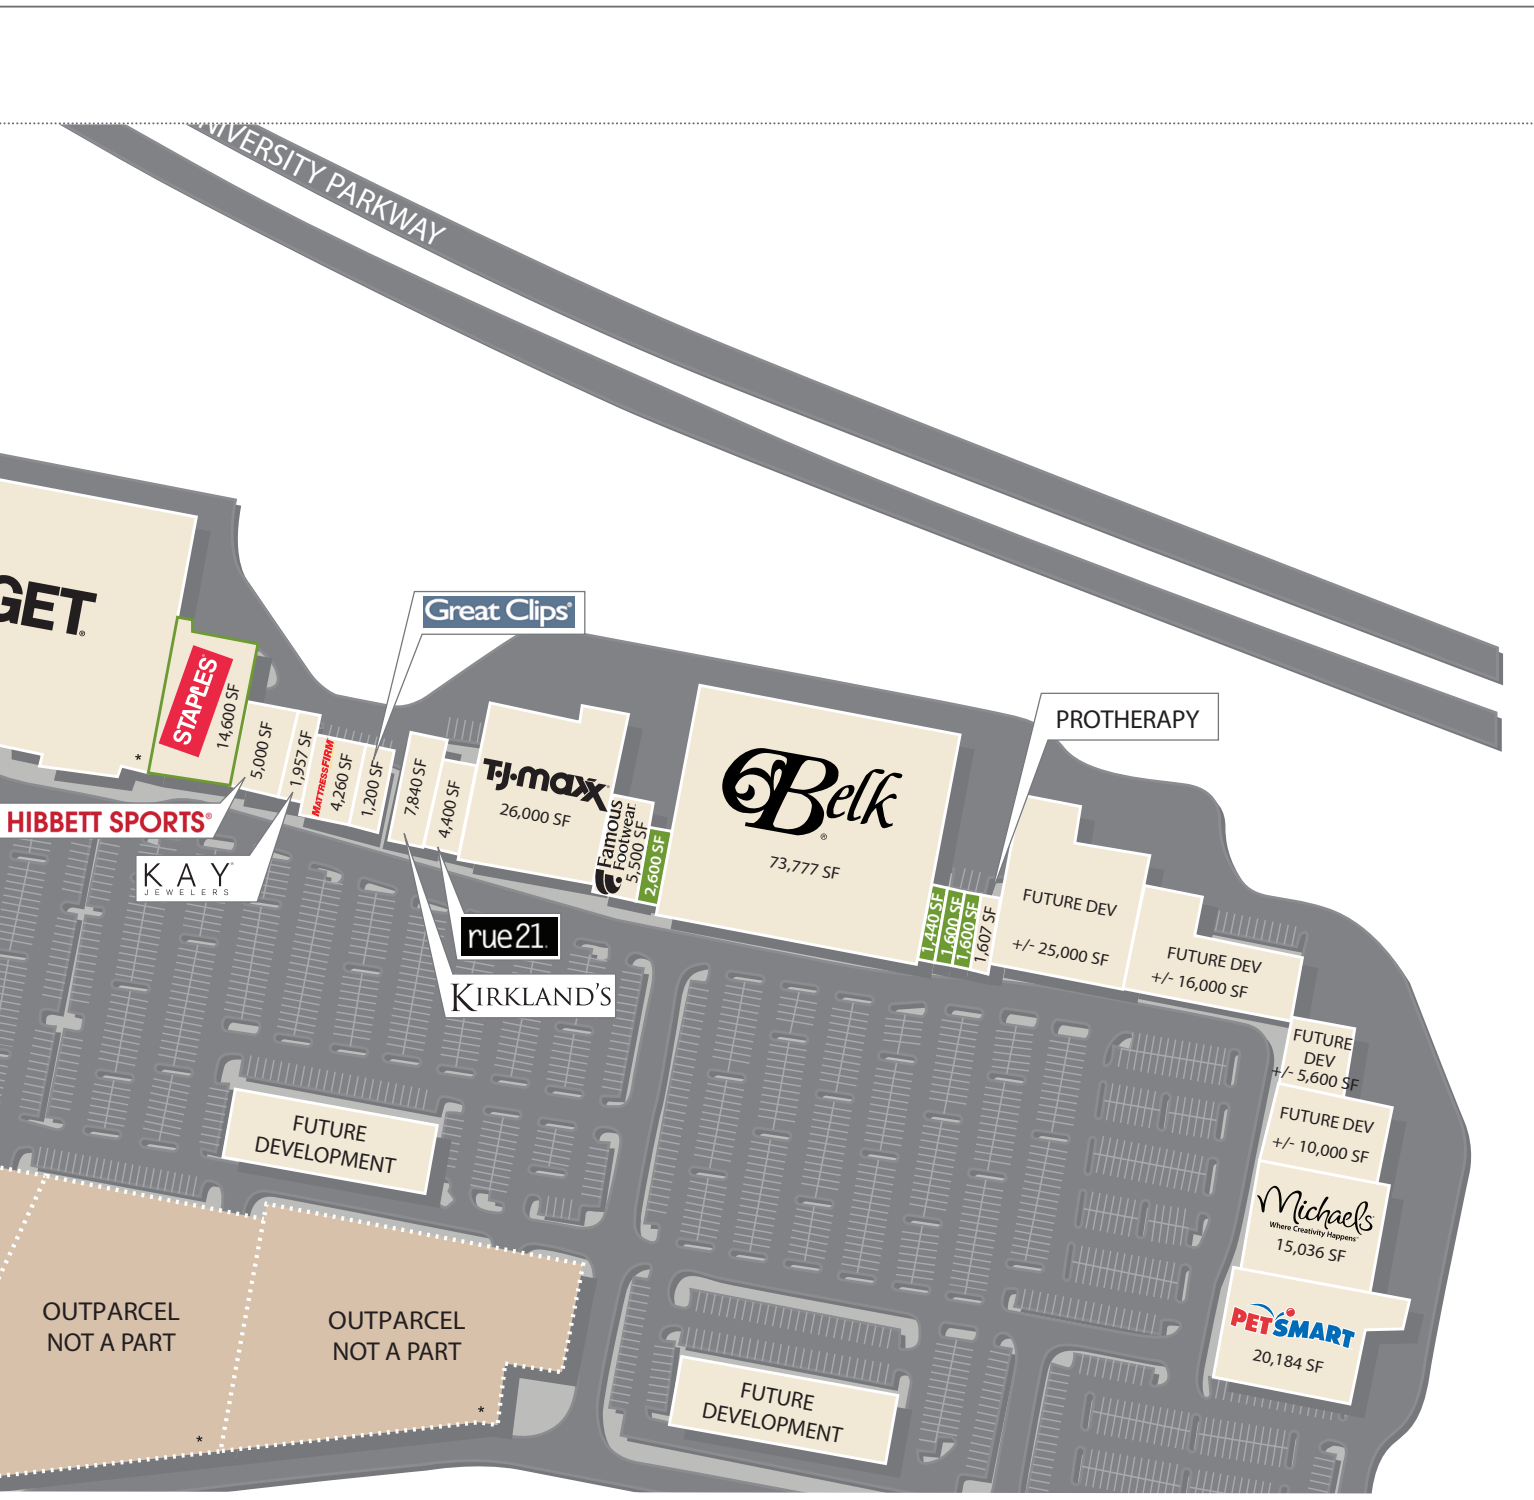 NIVERSITY PARKWAY
GET®
STAPLES
14,600 SF
*
5,000 SF
1,957 SF
MATTRESS FIRM
4,260 SF
1,200 SF
7,840 SF
4,400 SF
HIBBETT SPORTS®
KAY
JEWELERS
Great Clips®
rue21
KIRKLAND'S
T.J.maxx
26,000 SF
Famous
Footwear
5,500 SF
2,600 SF
Belk®
73,777 SF
1,440 SF
1,600 SF
1,600 SF
1,607 SF
PROTHERAPY
FUTURE DEV
+/- 25,000 SF
FUTURE DEV
+/- 16,000 SF
FUTURE
DEV
+/- 5,600 SF
FUTURE DEV
+/- 10,000 SF
Michaels
Where Creativity Happens
15,036 SF
PETSMART
20,184 SF
FUTURE
DEVELOPMENT
OUTPARCEL
NOT A PART
*
OUTPARCEL
NOT A PART
*
FUTURE
DEVELOPMENT